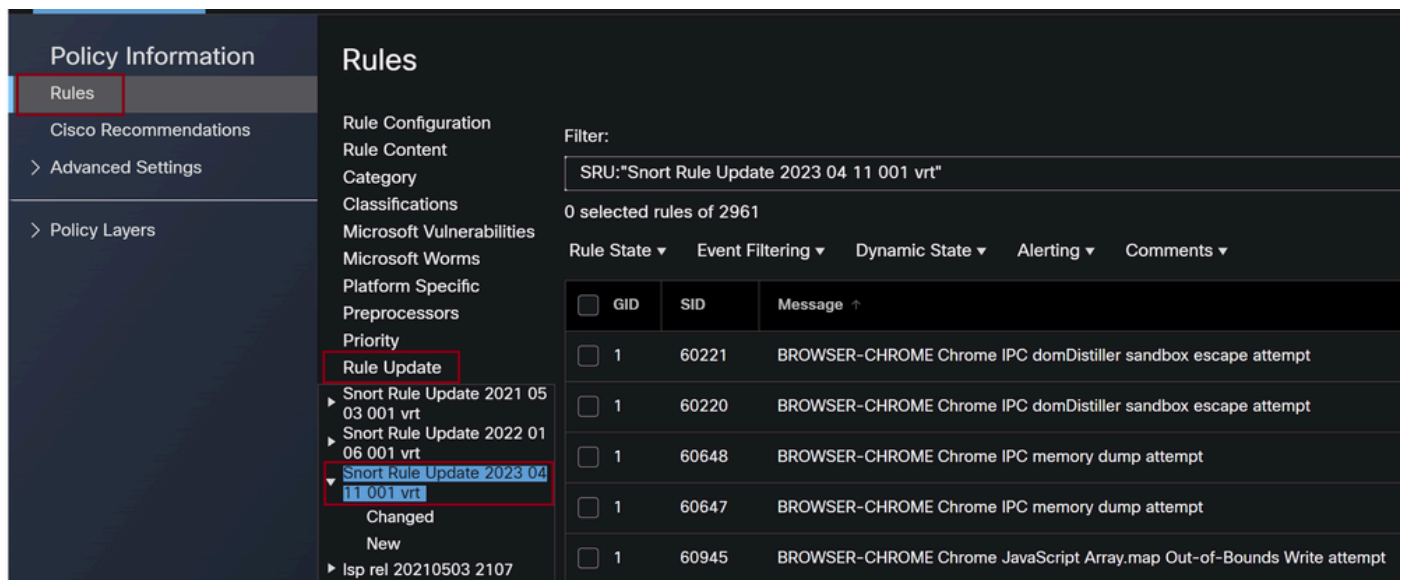 Policy Information
Rules
Cisco Recommendations
Advanced Settings
Policy Layers
Rules
Rule Configuration
Rule Content
Category
Classifications
Microsoft Vulnerabilities
Microsoft Worms
Platform Specific
Preprocessors
Priority
Rule Update
Snort Rule Update 2021 05
03 001 vrt
Snort Rule Update 2022 01
06 001 vrt
Snort Rule Update 2023 04
11 001 vrt
Changed
New
lsp rel 20210503 2107
Filter:
SRU:"Snort Rule Update 2023 04 11 001 vrt"
0 selected rules of 2961
Rule State ▾ Event Filtering ▾ Dynamic State ▾ Alerting ▾ Comments ▾
GID SID Message ↑
1 60221 BROWSER-CHROME Chrome IPC domDistiller sandbox escape attempt
1 60220 BROWSER-CHROME Chrome IPC domDistiller sandbox escape attempt
1 60648 BROWSER-CHROME Chrome IPC memory dump attempt
1 60647 BROWSER-CHROME Chrome IPC memory dump attempt
1 60945 BROWSER-CHROME Chrome JavaScript Array.map Out-of-Bounds Write attempt